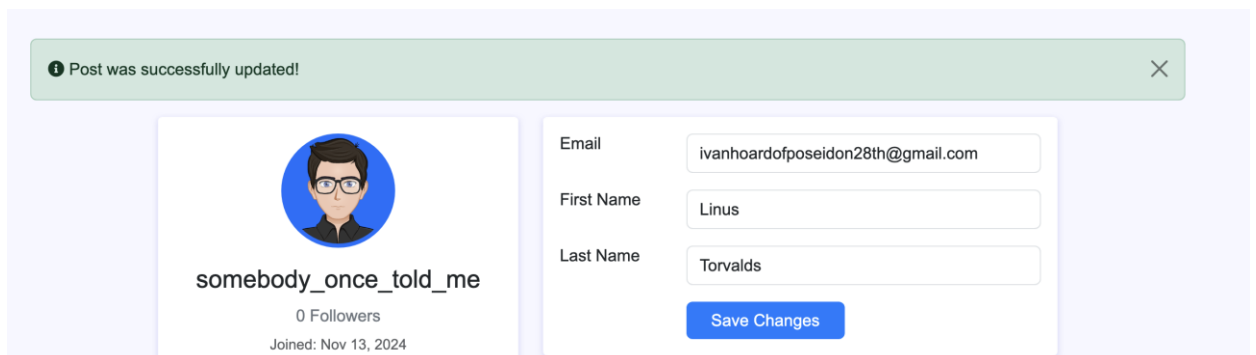 Post was successfully updated!
somebody_once_told_me
0 Followers
Joined: Nov 13, 2024
Email
ivanhoardofposeidon28th@gmail.com
First Name
Linus
Last Name
Torvalds
Save Changes